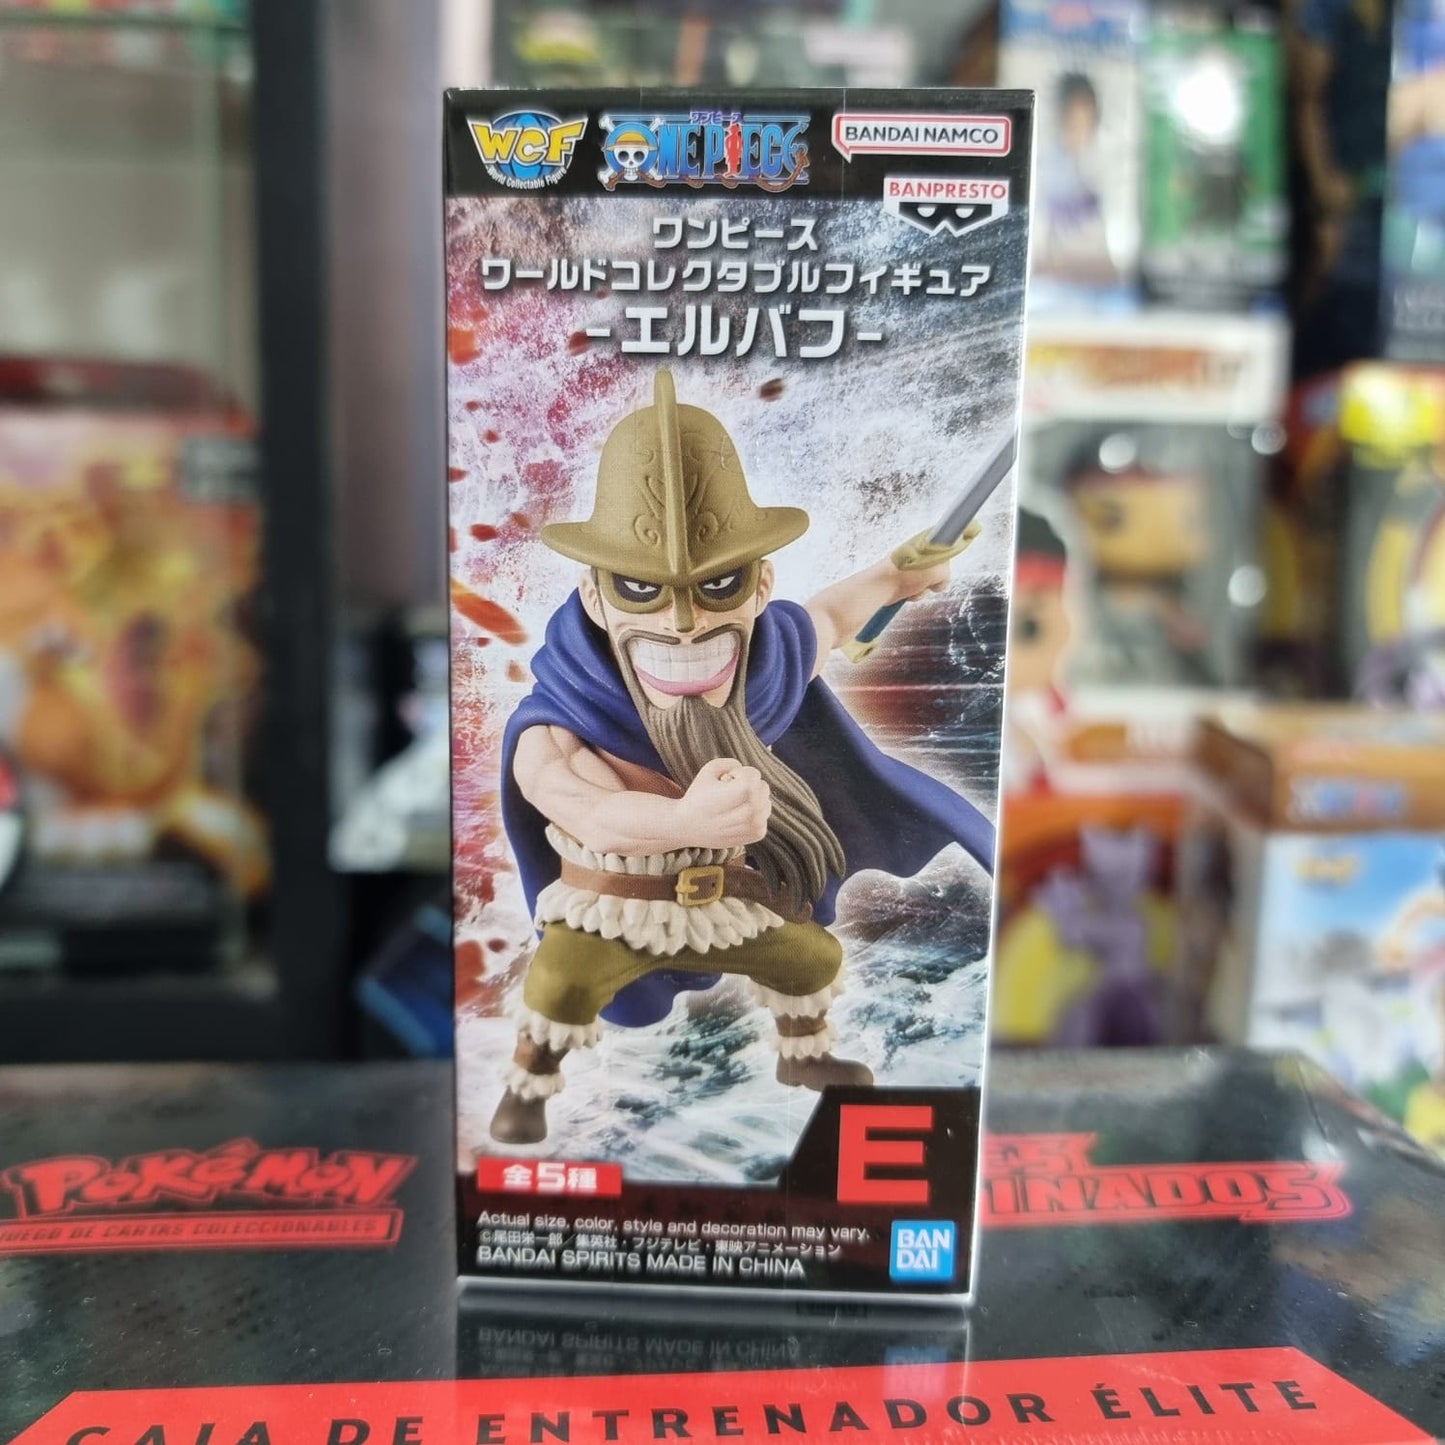 WCF
World Collectable Figure
ワンピース
ONE PIECE
BANDAI NAMCO
BANPRESTO
ワンピース
ワールドコレクタブルフィギュア
-エルバフ-
E
全5種
Actual size, color, style and decoration may vary.
©尾田栄一郎/集英社・フジテレビ・東映アニメーション
BANDAI SPIRITS MADE IN CHINA
BAN
DAI
POKÉMON
JUEGO DE CARTAS COLECCIONABLES
CAJA DE ENTRENADOR ÉLITE